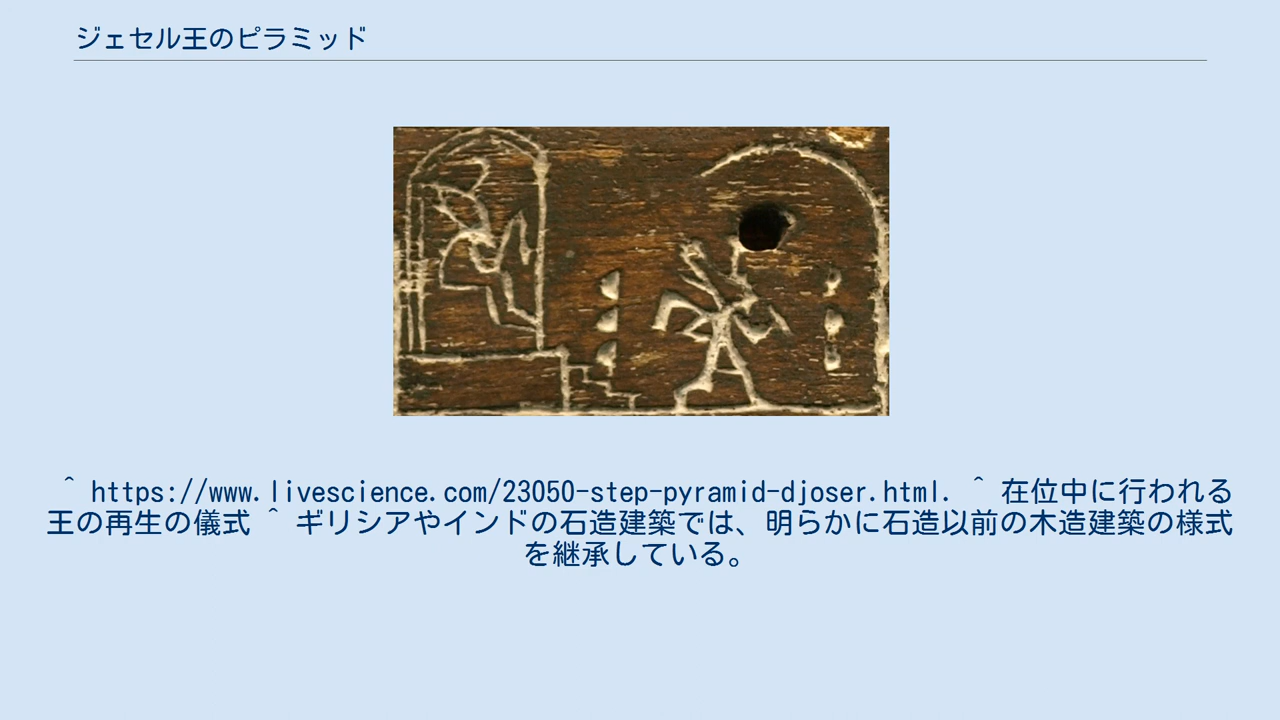 ジェセル王のピラミッド
^ https://www.livescience.com/23050-step-pyramid-djoser.html. ^ 在位中に行われる
王の再生の儀式 ^ ギリシアやインドの石造建築では、明らかに石造以前の木造建築の様式
を継承している。